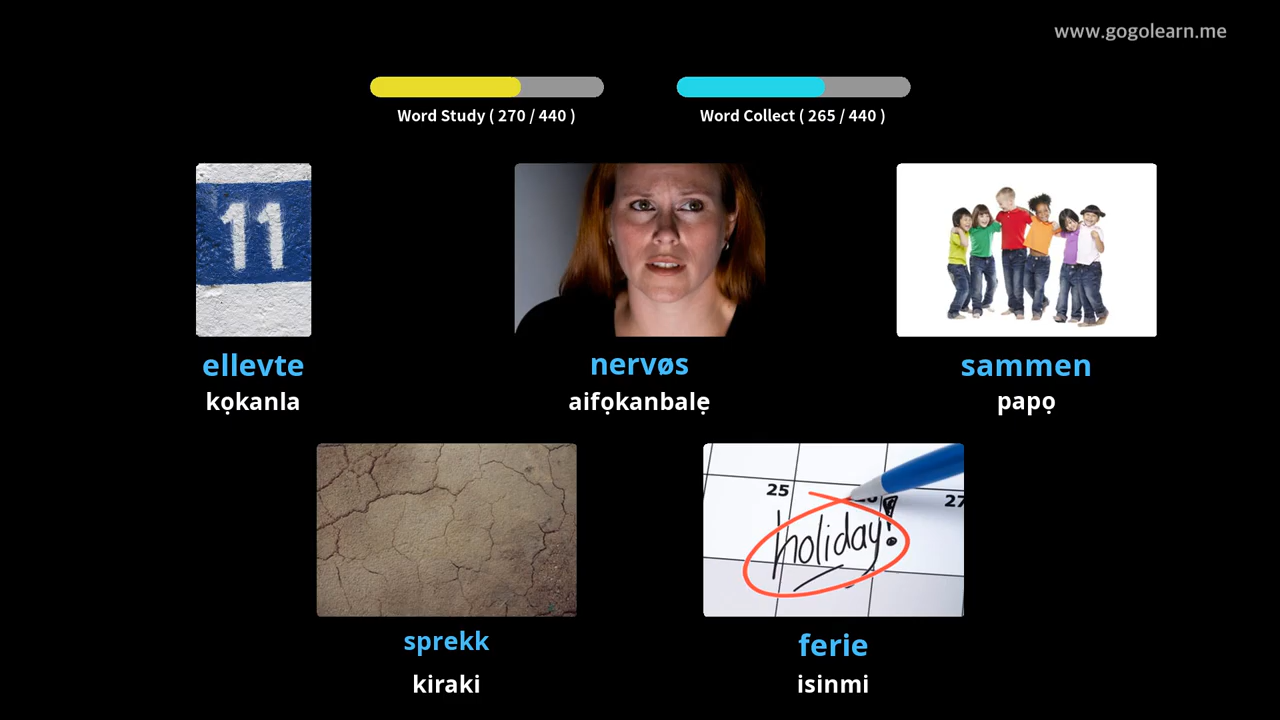 www.gogolearn.me
Word Study ( 270 / 440 )
Word Collect ( 265 / 440 )
11
ellevte
kọkanla
nervøs
aifọkanbalẹ
sammen
papọ
25
27
holiday!
sprekk
kiraki
ferie
isinmi